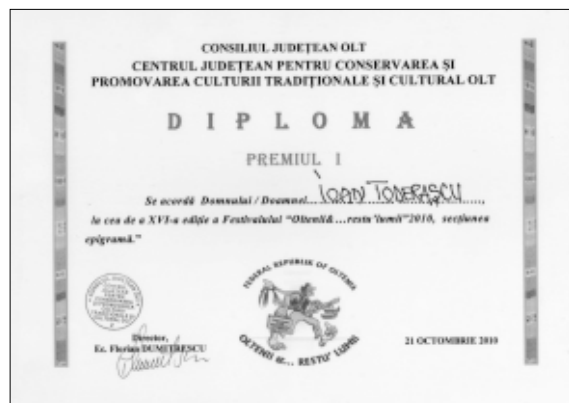 CONSILIUL JUDEȚEAN OLT
CENTRUL JUDEȚEAN PENTRU CONSERVAREA ȘI
PROMOVAREA CULTURII TRADIȚIONALE ȘI CULTURAL OLT
DIPLOMA
PREMIUL I
Se acordă Domnului / Doamnei IOAN TODERAȘCU,
la cea de a XVI-a ediție a Festivalului "Oltenii&...restu'lumii"2010, secțiunea
epigramă."
FEDERAL REPUBLIK OF OLTENIA
OLTENII &... RESTU' LUMII
Director,
Ec. Florian DUMITRESCU
21 OCTOMBRIE 2010